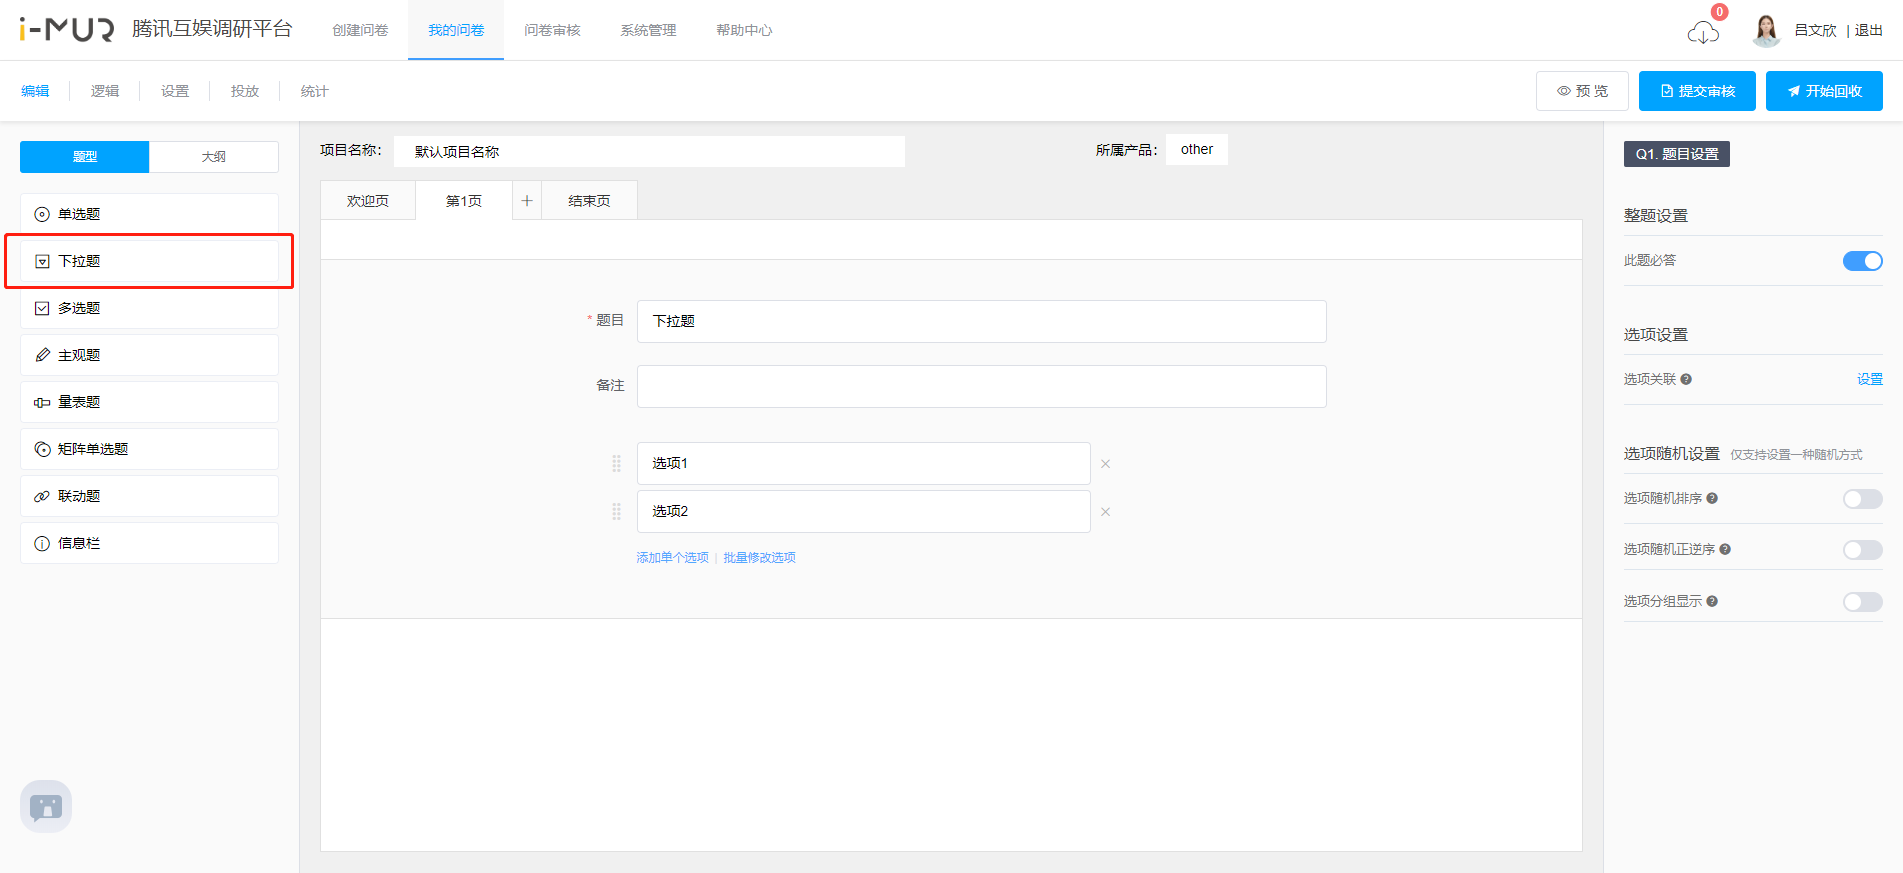 i-MUR 腾讯互娱调研平台 创建问卷 我的问卷 问卷审核 系统管理 帮助中心 0 吕文欣 | 退出
编辑 逻辑 设置 投放 统计 预 览 提交审核 开始回收
题型 大纲
单选题
下拉题
多选题
主观题
量表题
矩阵单选题
联动题
信息栏
项目名称： 默认项目名称 所属产品： other
欢迎页 第1页 + 结束页
* 题目 下拉题
备注
选项1 ×
选项2 ×
添加单个选项 | 批量修改选项
Q1. 题目设置
整题设置
此题必答
选项设置
选项关联 ? 设置
选项随机设置 仅支持设置一种随机方式
选项随机排序 ?
选项随机正逆序 ?
选项分组显示 ?